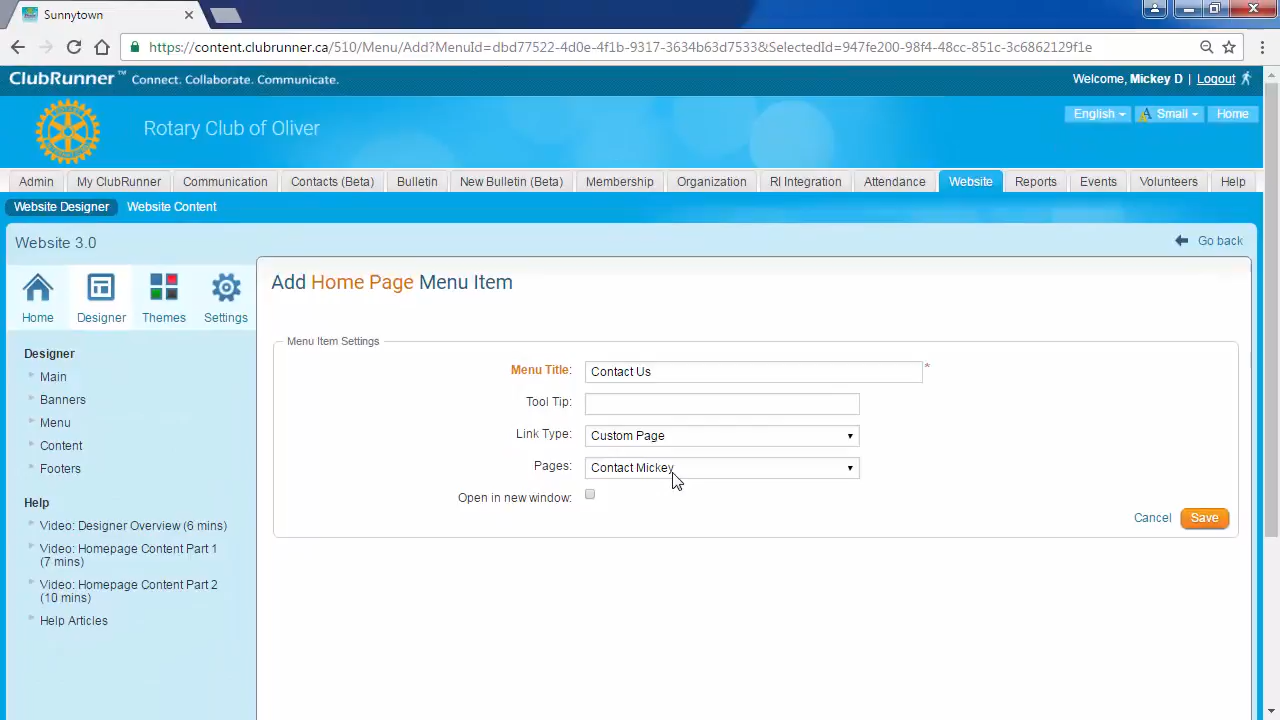 Sunnytown
https://content.clubrunner.ca/510/Menu/Add?MenuId=dbd77522-4d0e-4f1b-9317-3634b63d7533&SelectedId=947fe200-98f4-48cc-851c-3c6862129f1e
ClubRunner™ Connect. Collaborate. Communicate.
Welcome, Mickey D | Logout
Rotary Club of Oliver
English Small Home
Admin My ClubRunner Communication Contacts (Beta) Bulletin New Bulletin (Beta) Membership Organization RI Integration Attendance Website Reports Events Volunteers Help
Website Designer Website Content
Website 3.0
Go back
Home Designer Themes Settings
Designer
Main
Banners
Menu
Content
Footers
Help
Video: Designer Overview (6 mins)
Video: Homepage Content Part 1
(7 mins)
Video: Homepage Content Part 2
(10 mins)
Help Articles
Add Home Page Menu Item
Menu Item Settings
Menu Title: Contact Us *
Tool Tip:
Link Type: Custom Page
Pages: Contact Mickey
Open in new window:
Cancel Save